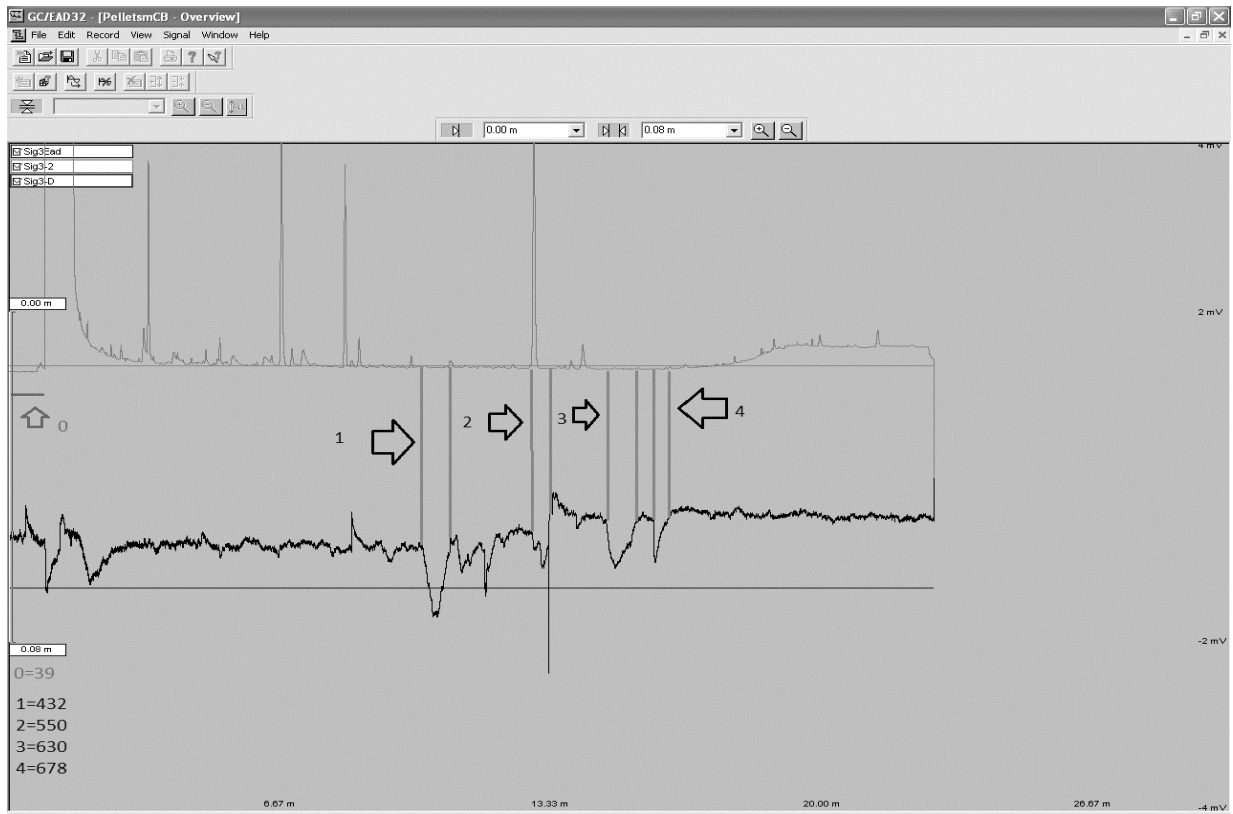 GC/EAD32 - [PelletsmCB - Overview]
File Edit Record View Signal Window Help
0.00 m 0.08 m
Sig3Ead
Sig3-2
Sig3-D
4 mV
0.00 m
2 mV
0
1
2
3
4
0.08 m
-2 mV
0=39
1=432
2=550
3=630
4=678
6.67 m 13.33 m 20.00 m 26.67 m
-4 mV